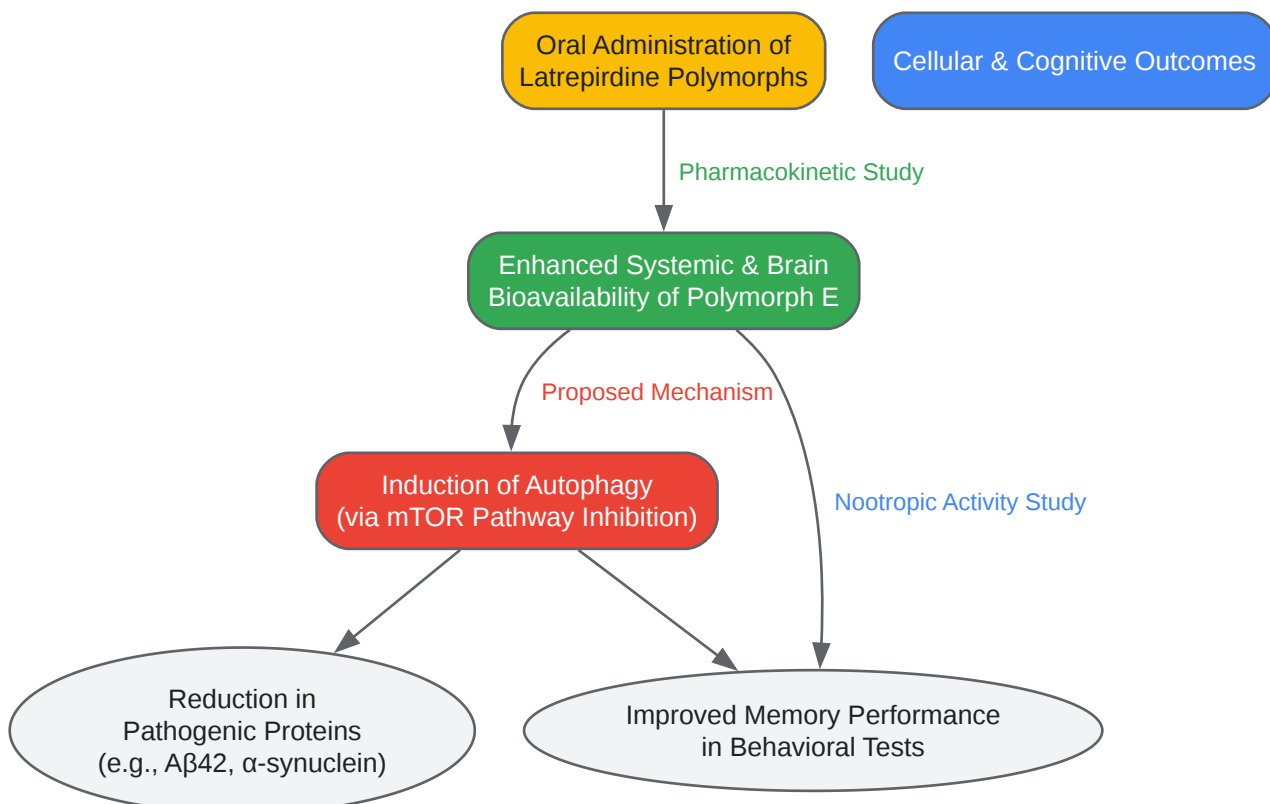 Oral Administration of
Latrepirdine Polymorphs
Cellular & Cognitive Outcomes
Pharmacokinetic Study
Enhanced Systemic & Brain
Bioavailability of Polymorph E
Proposed Mechanism
Induction of Autophagy
(via mTOR Pathway Inhibition)
Nootropic Activity Study
Reduction in
Pathogenic Proteins
(e.g., Aβ42, α-synuclein)
Improved Memory Performance
in Behavioral Tests